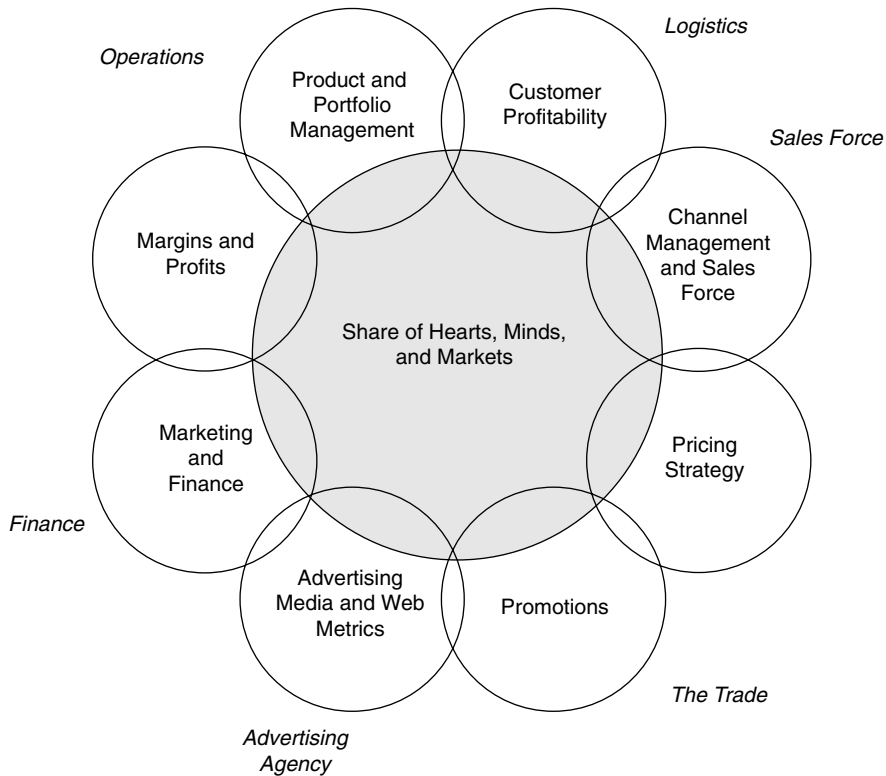 Logistics
Operations
Product and
Portfolio
Management
Customer
Profitability
Sales Force
Margins and
Profits
Channel
Management
and Sales
Force
Share of Hearts, Minds,
and Markets
Marketing
and
Finance
Pricing
Strategy
Finance
Advertising
Media and Web
Metrics
Promotions
The Trade
Advertising
Agency